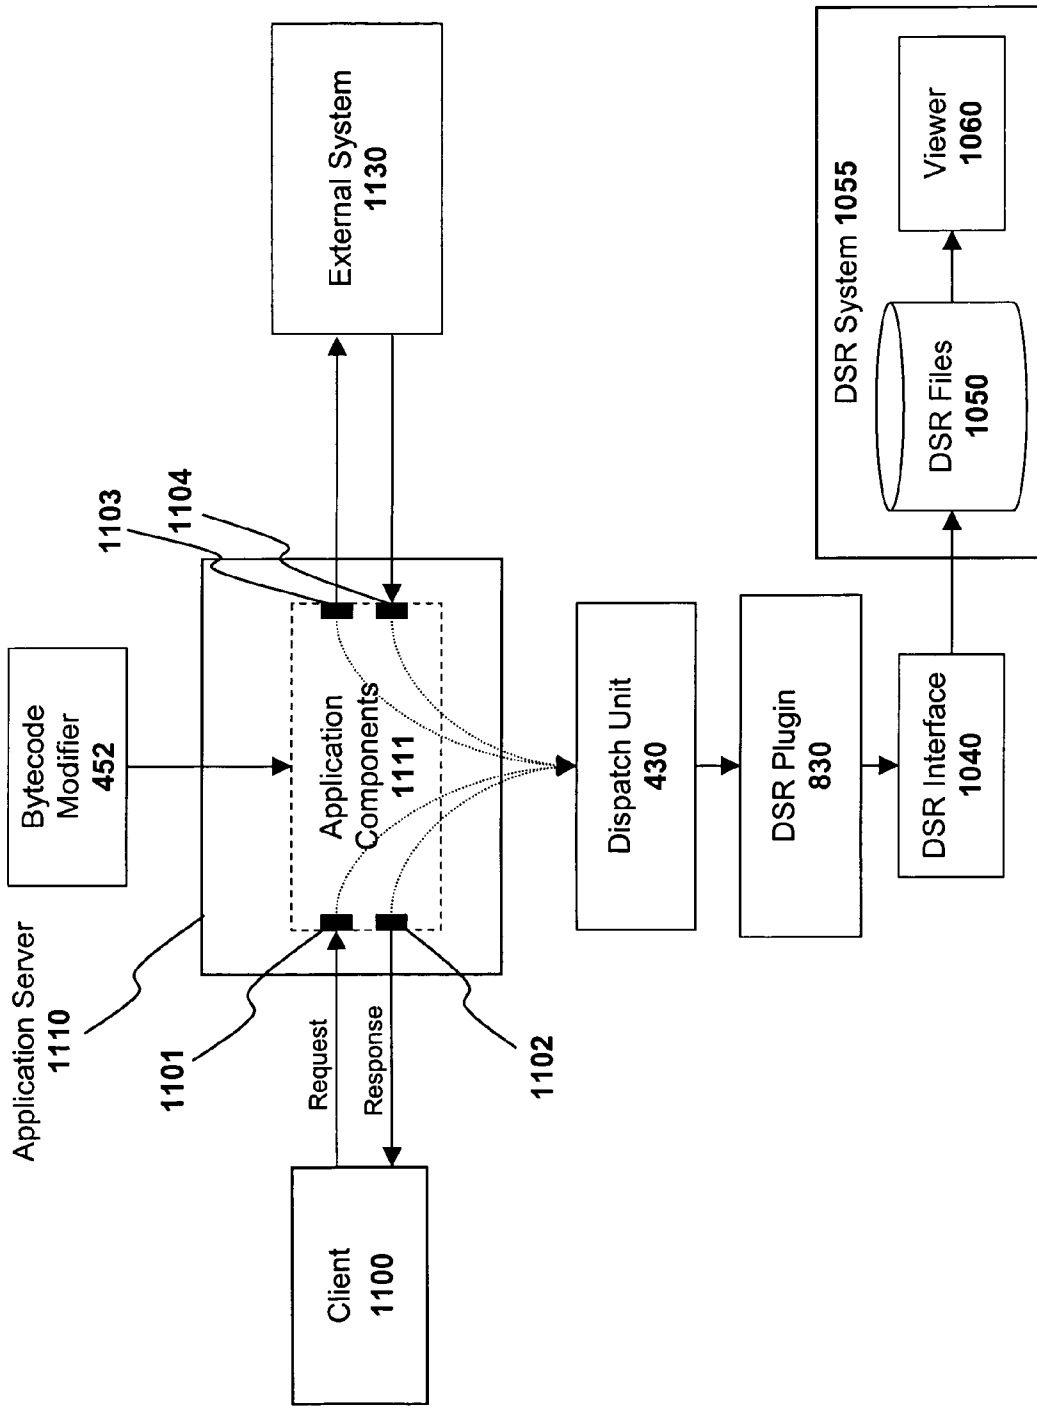 Application Server
1110
Bytecode
Modifier
452
1103
1104
1101
1102
Client
1100
Request
Response
Application
Components
1111
External System
1130
Dispatch Unit
430
DSR Plugin
830
DSR Interface
1040
DSR System 1055
DSR Files
1050
Viewer
1060